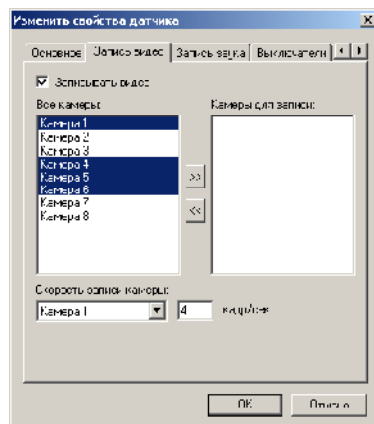 Изменить свойства датчика
Основное Запись видео Запись звука Выключатели
Записывать видео
Все камеры: Камеры для записи:
Камера 1
Камера 2
Камера 3
Камера 4
Камера 5
Камера 6
Камера 7
Камера 8
>>
<<
Скорость записи камеры:
Камера 1 4 кадр/сек
OK Отмена